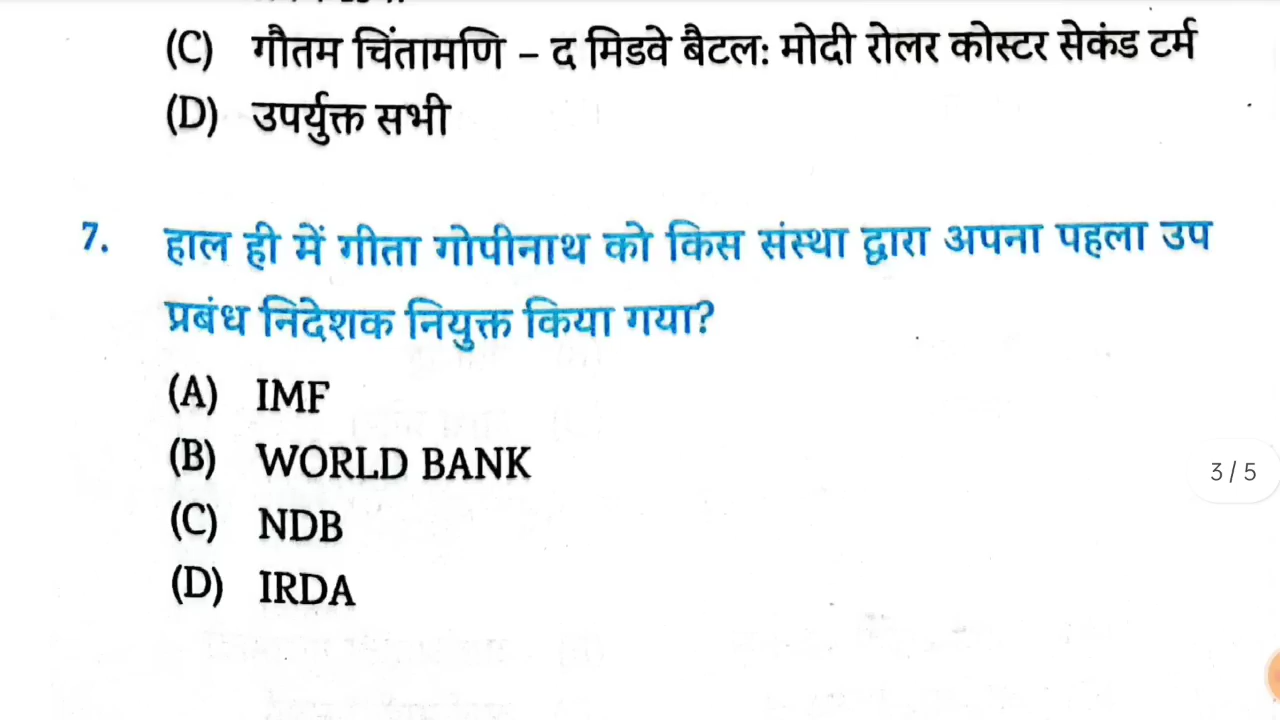 (C) गौतम चिंतामणि – द मिडवे बैटल: मोदी रोलर कोस्टर सेकंड टर्म
(D) उपर्युक्त सभी
7. हाल ही में गीता गोपीनाथ को किस संस्था द्वारा अपना पहला उप
प्रबंध निदेशक नियुक्त किया गया?
(A) IMF
(B) WORLD BANK
(C) NDB
3 / 5
(D) IRDA